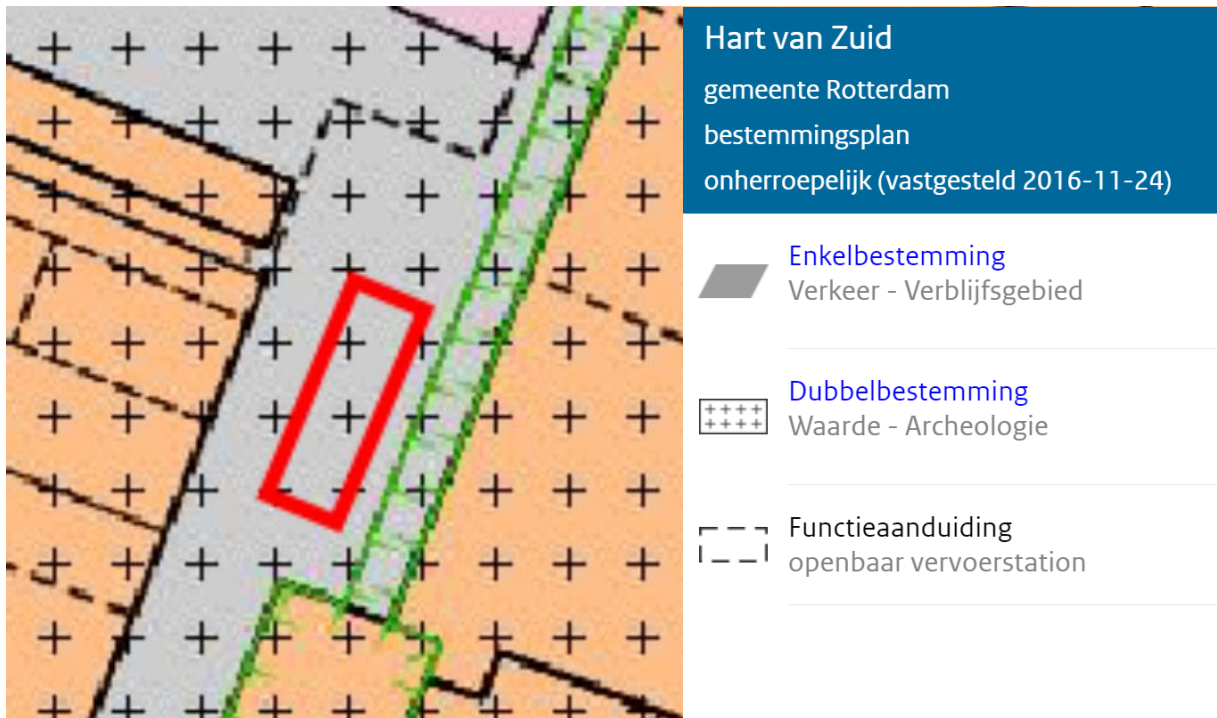 Hart van Zuid
gemeente Rotterdam
bestemmingsplan
onherroepelijk (vastgesteld 2016-11-24)
Enkelbestemming
Verkeer - Verblijfsgebied
Dubbelbestemming
Waarde - Archeologie
Functieaanduiding
openbaar vervoerstation